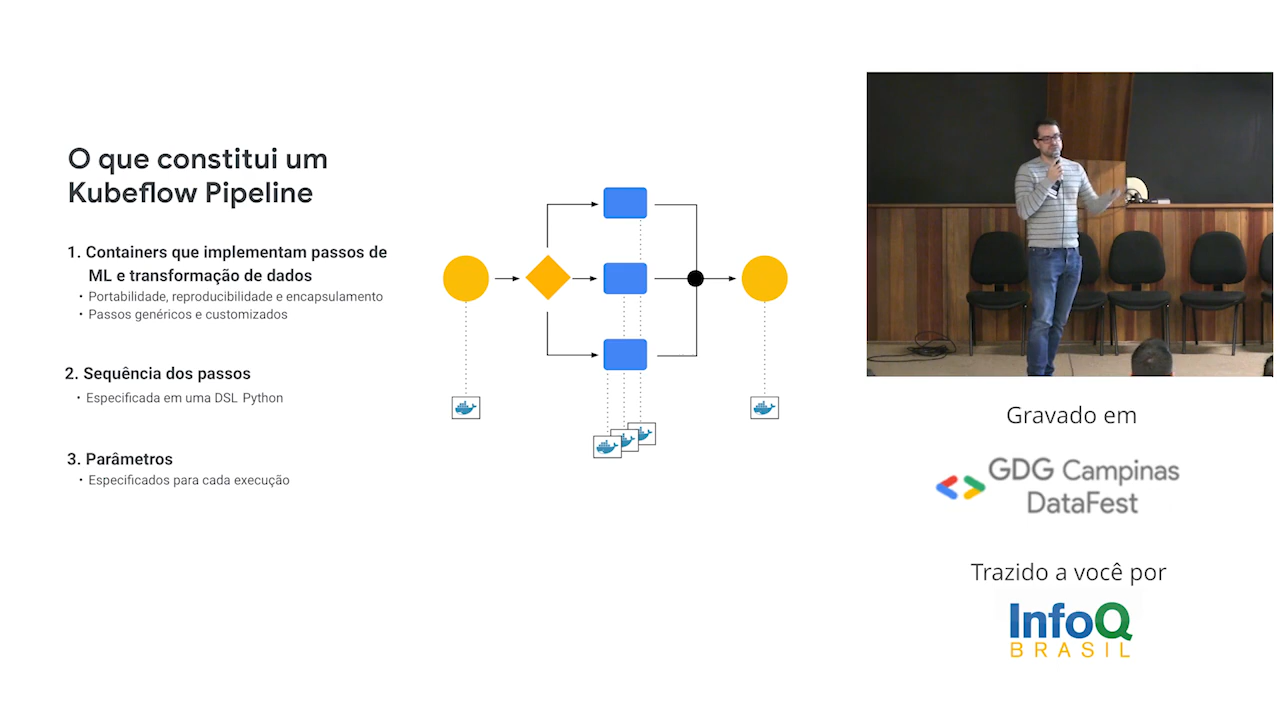 O que constitui um
Kubeflow Pipeline
1. Containers que implementam passos de
ML e transformação de dados
• Portabilidade, reproducibilidade e encapsulamento
• Passos genéricos e customizados
2. Sequência dos passos
• Especificada em uma DSL Python
3. Parâmetros
• Especificados para cada execução
Gravado em
GDG Campinas
DataFest
Trazido a você por
InfoQ
BRASIL